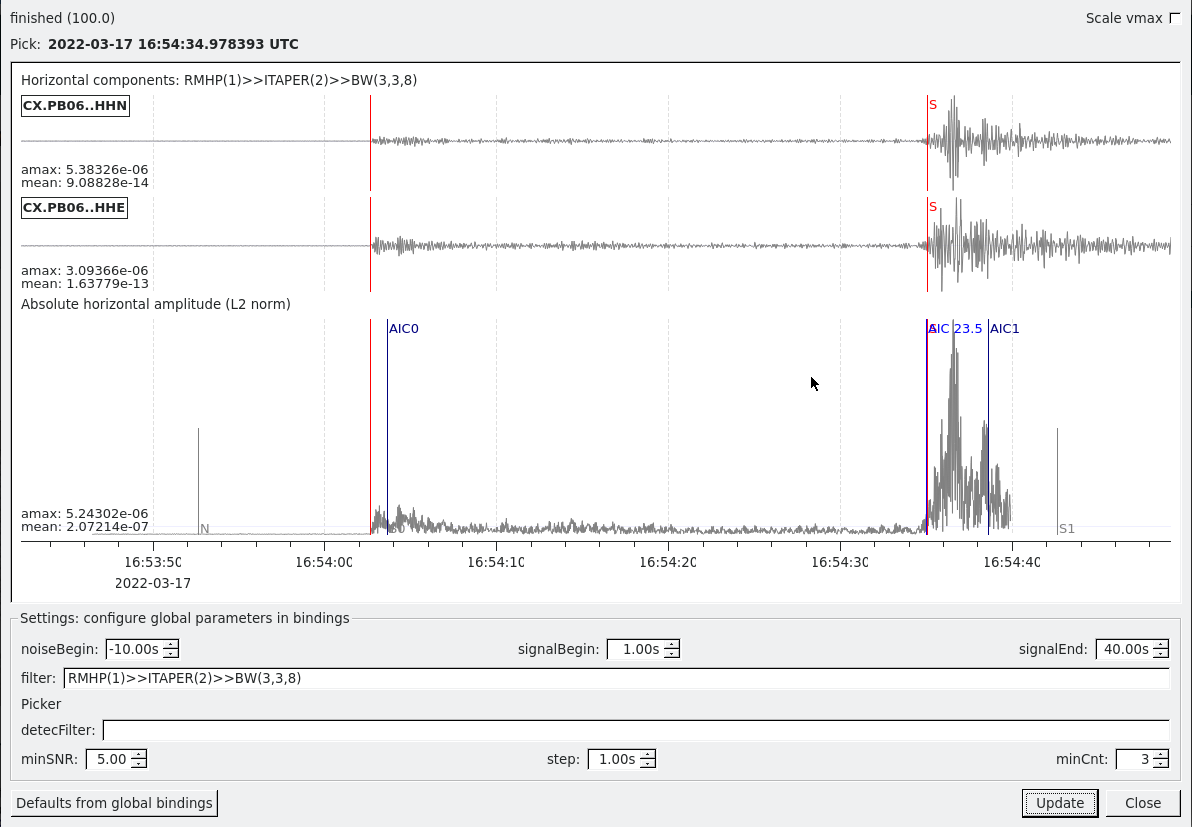 finished (100.0)
Scale vmax
Pick: 2022-03-17 16:54:34.978393 UTC
Horizontal components: RMHP(1)>>ITAPER(2)>>BW(3,3,8)
CX.PB06..HHN
S
amax: 5.38326e-06
mean: 9.08828e-14
CX.PB06..HHE
S
amax: 3.09366e-06
mean: 1.63779e-13
Absolute horizontal amplitude (L2 norm)
AIC0
AIC 23.5
AIC1
amax: 5.24302e-06
mean: 2.07214e-07
N
S1
16:53:50 16:54:00 16:54:10 16:54:20 16:54:30 16:54:40
2022-03-17
Settings: configure global parameters in bindings
noiseBegin: -10.00s signalBegin: 1.00s signalEnd: 40.00s
filter: RMHP(1)>>ITAPER(2)>>BW(3,3,8)
Picker
detecFilter:
minSNR: 5.00 step: 1.00s minCnt: 3
Defaults from global bindings Update Close